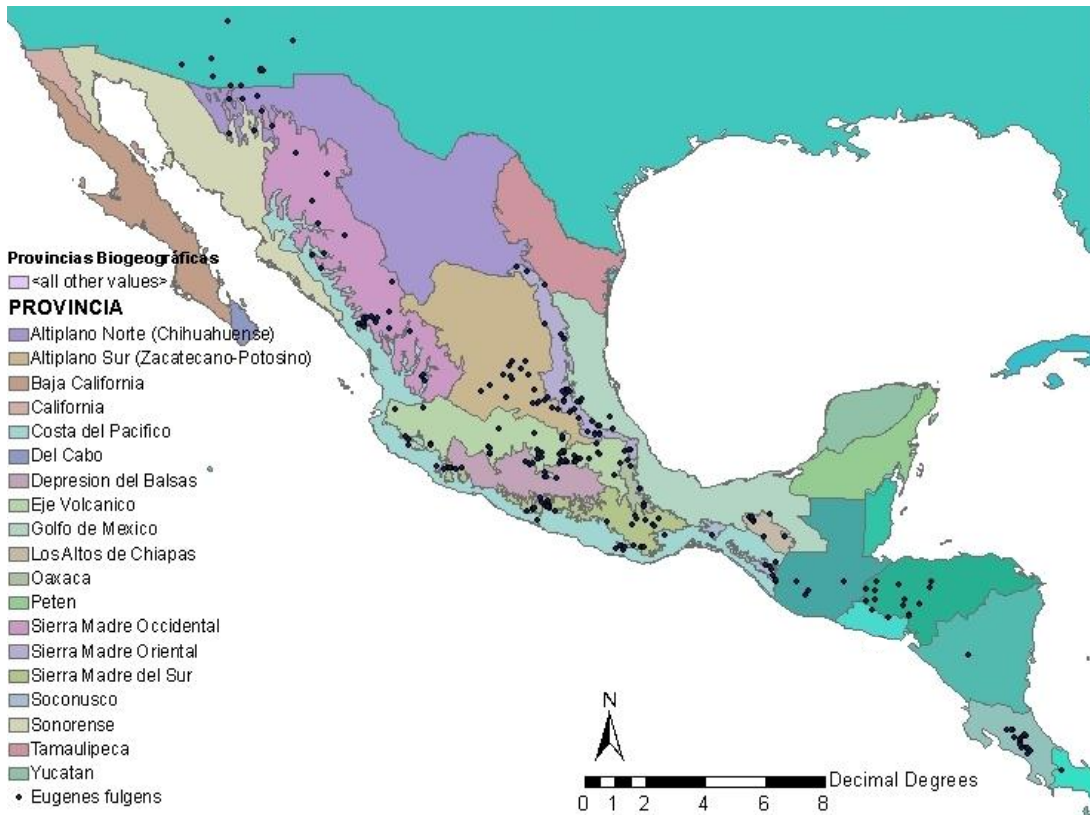 Provincias Biogeográficas
<all other values>
PROVINCIA
Altiplano Norte (Chihuahuense)
Altiplano Sur (Zacatecano-Potosino)
Baja California
California
Costa del Pacifico
Del Cabo
Depresion del Balsas
Eje Volcanico
Golfo de Mexico
Los Altos de Chiapas
Oaxaca
Peten
Sierra Madre Occidental
Sierra Madre Oriental
Sierra Madre del Sur
Soconusco
Sonorense
Tamaulipeca
Yucatan
Eugenes fulgens
N
Decimal Degrees
0 1 2 4 6 8